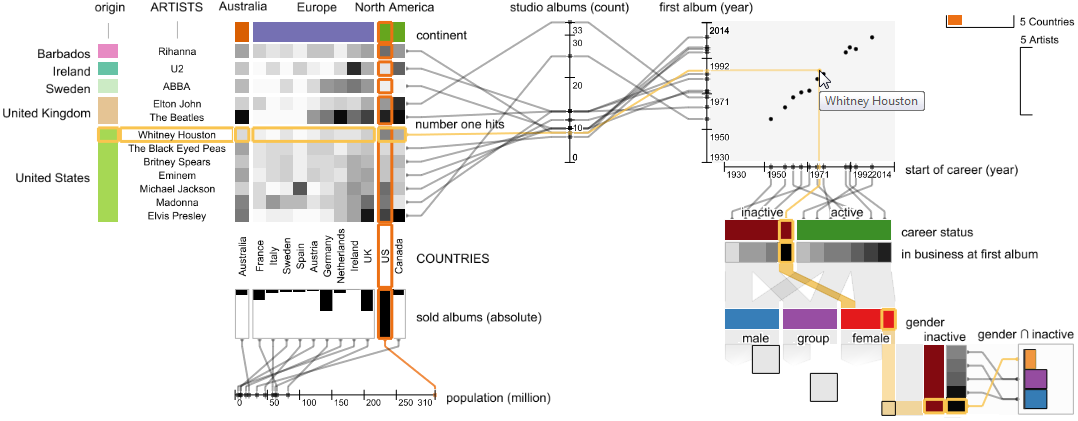 origin ARTISTS Australia Europe North America studio albums (count) first album (year) 5 Countries
continent
5 Artists
Barbados Rihanna
Ireland U2
Sweden ABBA
United Kingdom Elton John
The Beatles
number one hits
Whitney Houston
The Black Eyed Peas
United States Britney Spears
Eminem
Michael Jackson
Madonna
Elvis Presley
33
30
20
10
0
2014
1992
1971
1950
1930
Whitney Houston
1930 1950 1971 1992 2014 start of career (year)
inactive active
career status
in business at first album
Australia France Italy Sweden Spain Austria Germany Netherlands Ireland UK US Canada COUNTRIES
sold albums (absolute)
0 50 100 150 200 250 310 population (million)
gender
male group female
inactive gender ∩ inactive